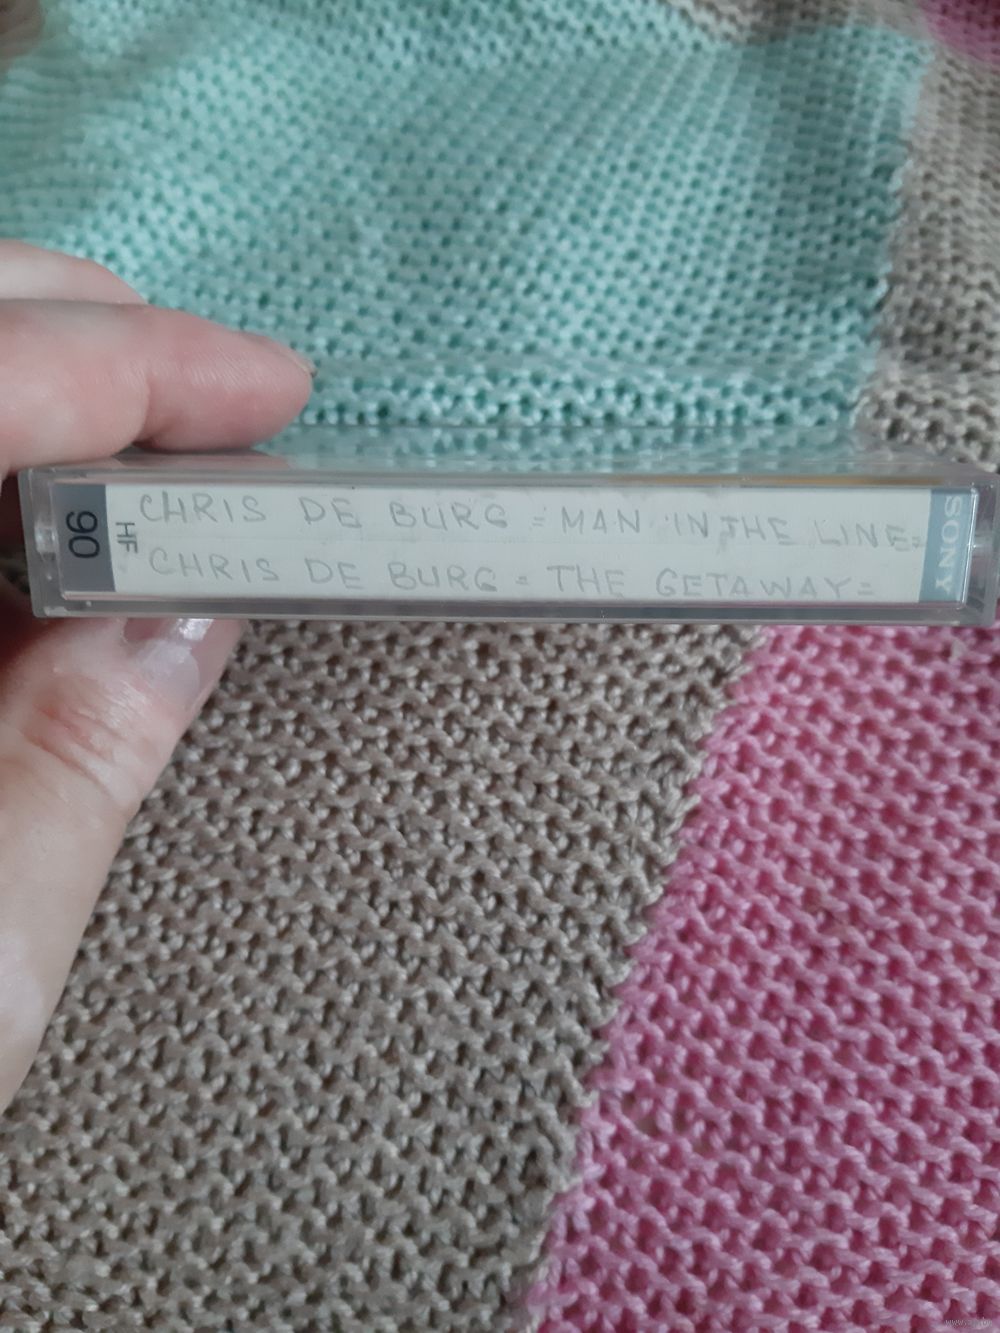 90
HF
CHRIS DE BURG = MAN IN THE LINE=
CHRIS DE BURG = THE GETAWAY=
SONY